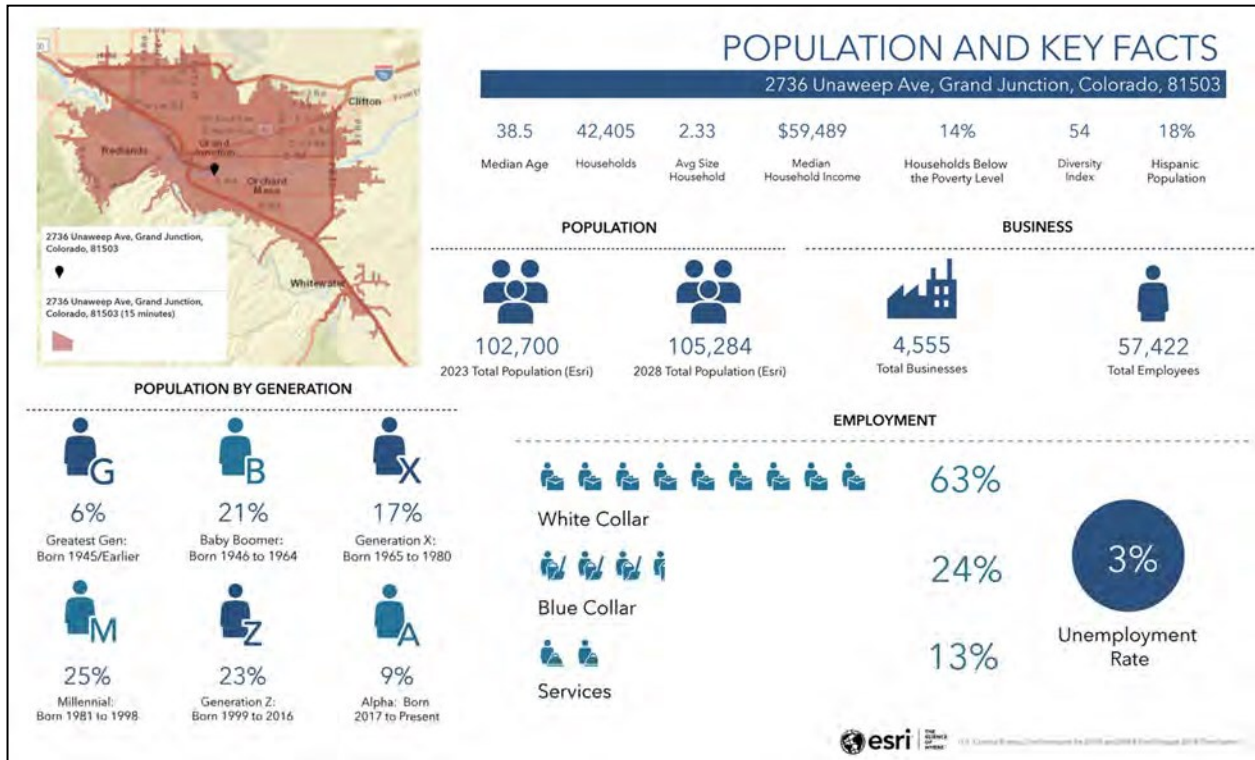 POPULATION AND KEY FACTS
2736 Unaweep Ave, Grand Junction, Colorado, 81503
Clifton
Redlands
Grand
Junction
Orchard
Mesa
Whitewater
2736 Unaweep Ave, Grand Junction,
Colorado, 81503
2736 Unaweep Ave, Grand Junction,
Colorado, 81503 (15 minutes)
38.5
Median Age
42,405
Households
2.33
Avg Size
Household
$59,489
Median
Household Income
14%
Households Below
the Poverty Level
54
Diversity
Index
18%
Hispanic
Population
POPULATION
102,700
2023 Total Population (Esri)
105,284
2028 Total Population (Esri)
BUSINESS
4,555
Total Businesses
57,422
Total Employees
POPULATION BY GENERATION
G
6%
Greatest Gen:
Born 1945/Earlier
B
21%
Baby Boomer:
Born 1946 to 1964
X
17%
Generation X:
Born 1965 to 1980
M
25%
Millennial:
Born 1981 to 1998
Z
23%
Generation Z:
Born 1999 to 2016
A
9%
Alpha: Born
2017 to Present
EMPLOYMENT
63%
White Collar
24%
Blue Collar
13%
Services
3%
Unemployment
Rate
esri
THE
SCIENCE
OF
WHERE